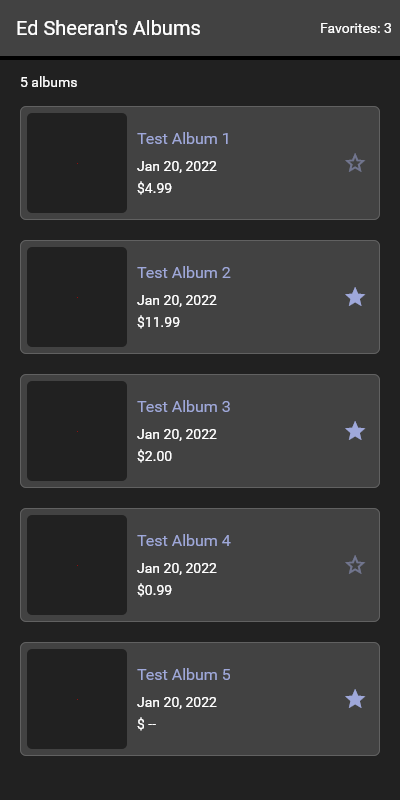 Ed Sheeran's Albums
Favorites: 3
5 albums
Test Album 1
Jan 20, 2022
$4.99
Test Album 2
Jan 20, 2022
$11.99
Test Album 3
Jan 20, 2022
$2.00
Test Album 4
Jan 20, 2022
$0.99
Test Album 5
Jan 20, 2022
$ –